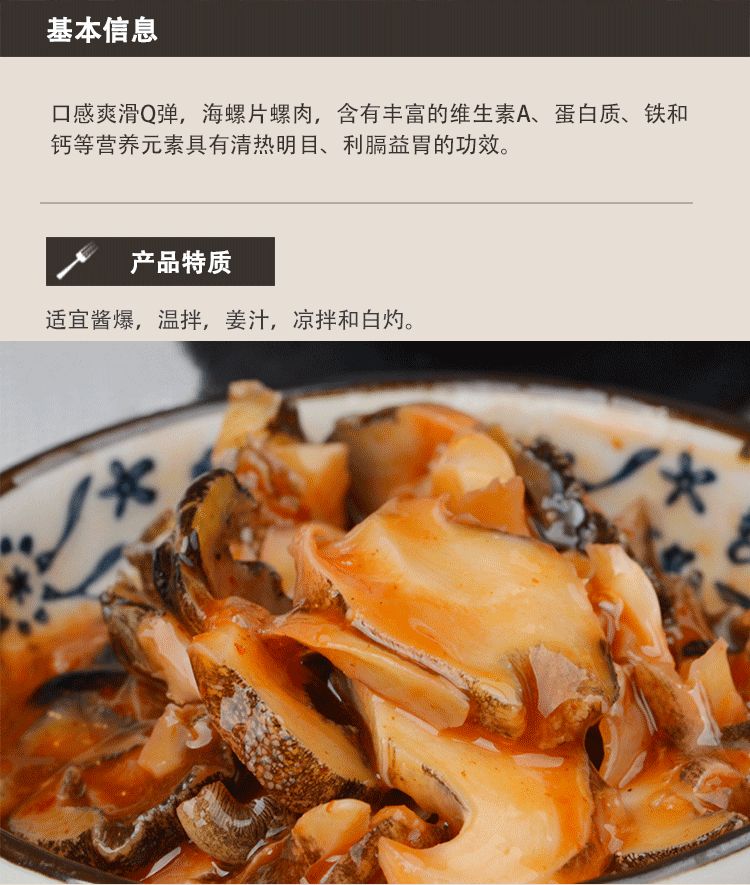 基本信息
口感爽滑Q弹，海螺片螺肉，含有丰富的维生素A、蛋白质、铁和
钙等营养元素具有清热明目、利膈益胃的功效。
产品特质
适宜酱爆，温拌，姜汁，凉拌和白灼。